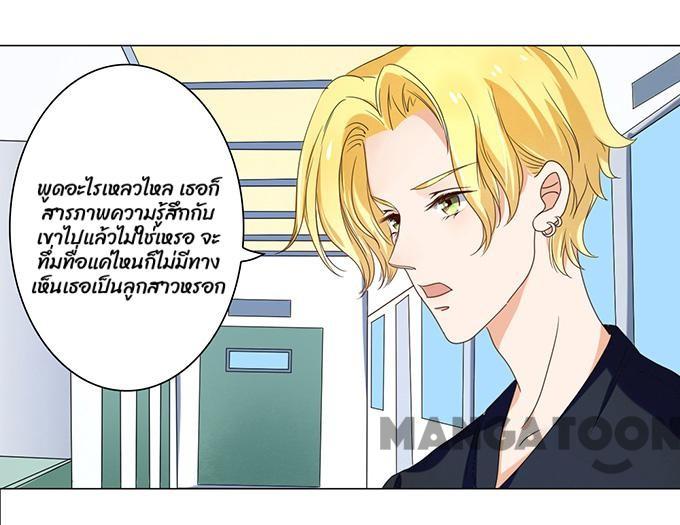 พูดอะไรเหลวไหล เธอก็
สารภาพความรู้สึกกับ
เขาไปแล้วไม่ใช่เหรอ จะ
ทึ่มทื่อแค่ไหนก็ไม่มีทาง
เห็นเธอเป็นลูกสาวหรอก
MANGATOON